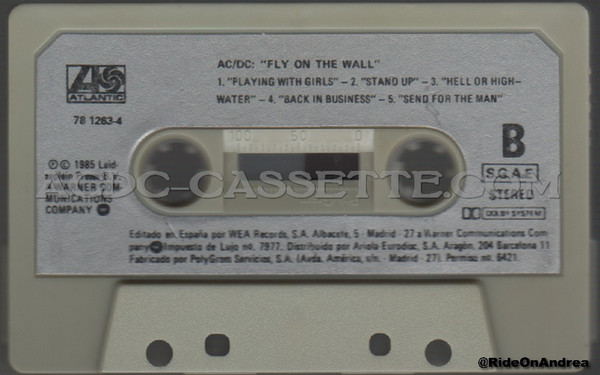 AC/DC: "FLY ON THE WALL"
1. "PLAYING WITH GIRLS" – 2. "STAND UP" – 3. "HELL OR HIGH-
WATER" – 4. "BACK IN BUSINESS" – 5. "SEND FOR THE MAN"
ATLANTIC
78 1263-4
100 50 0
B
S.G.A.E.
STEREO
DOLBY SYSTEM
℗ © 1985 Leid-
A WARNER COM-
MUNICATIONS
COMPANY
DC-CASSETTE.COM
Editado en España por WEA Records, S.A. Albacete, 5 - Madrid - 27 a Warner Communications Com-
pany Impuesto de Lujo no. 7977. Distribuido por Ariola-Eurodisc, S.A. Aragón, 204 Barcelona 11
Fabricado por PolyGram Servicios, S.A. (Avda. América, s/n. - Madrid - 27). Permiso no. 6421.
@RideOnAndrea